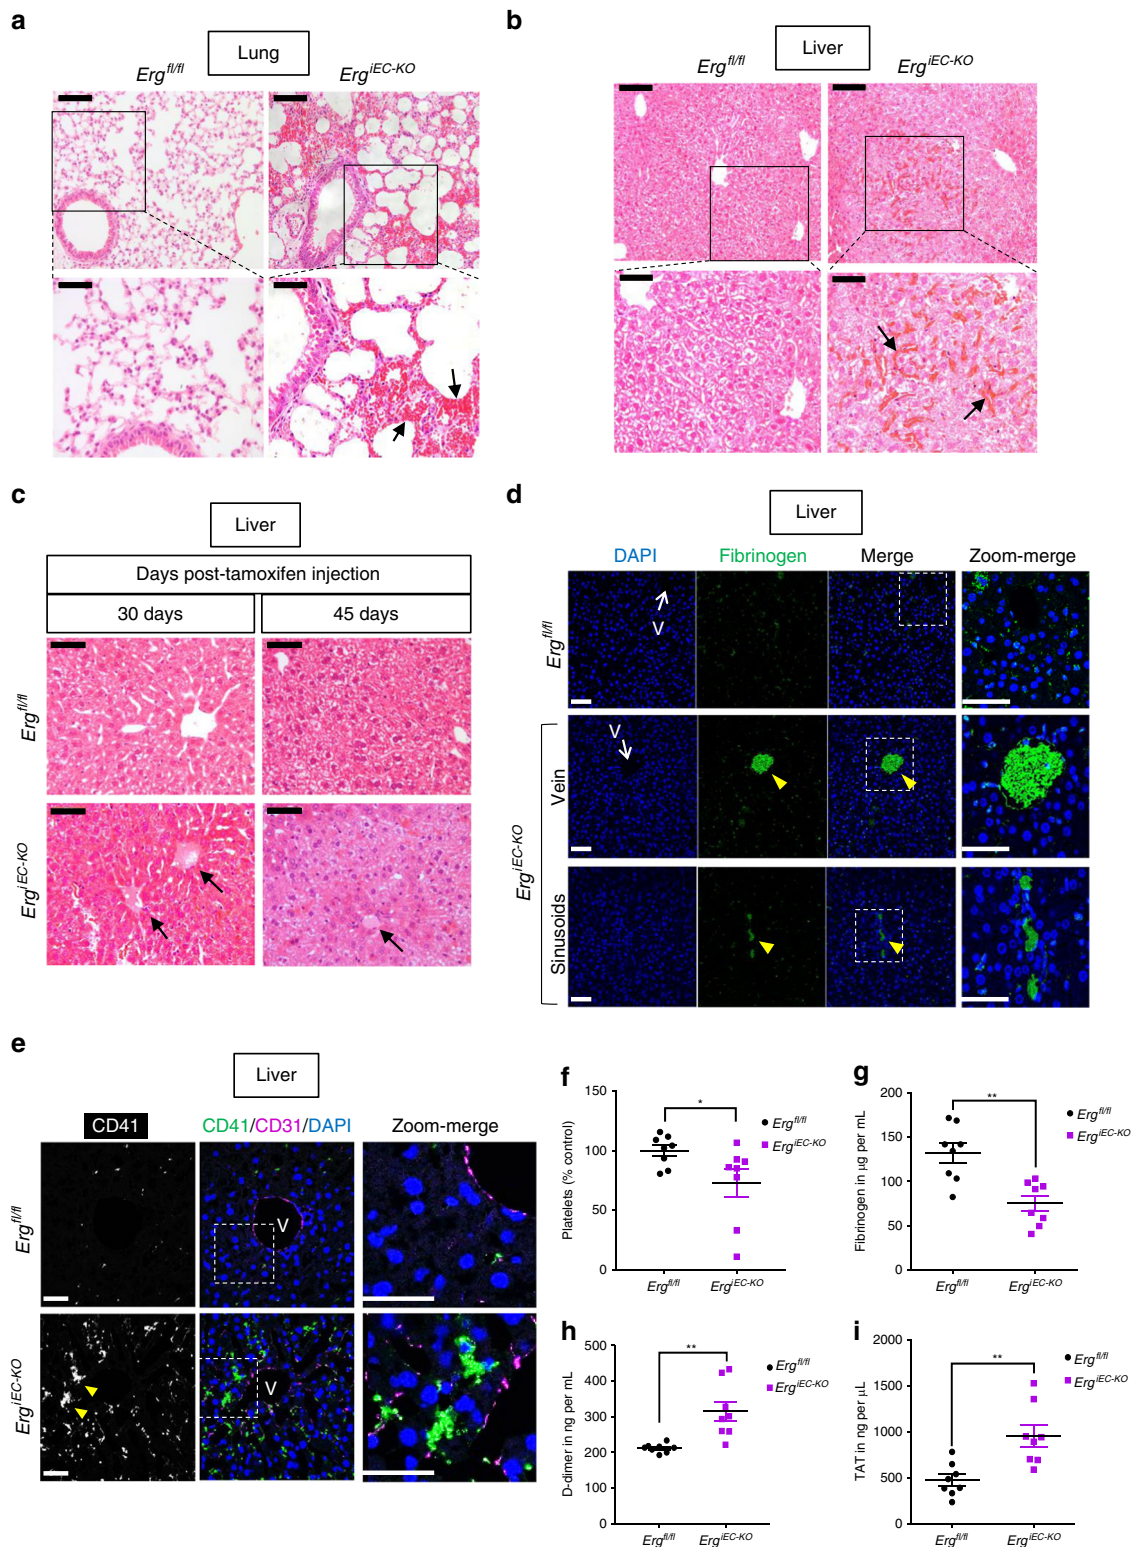 a
Lung
Erg^fl/fl
Erg^iEC-KO
b
Liver
Erg^fl/fl
Erg^iEC-KO
c
Liver
Days post-tamoxifen injection
30 days
45 days
Erg^fl/fl
Erg^iEC-KO
d
Liver
DAPI
Fibrinogen
Merge
Zoom-merge
Erg^fl/fl
V
Erg^iEC-KO
Vein
V
Sinusoids
e
Liver
CD41
CD41/CD31/DAPI
Zoom-merge
Erg^fl/fl
V
Erg^iEC-KO
V
f
Platelets (% control)
150
100
50
0
*
Erg^fl/fl
Erg^iEC-KO
Erg^fl/fl
Erg^iEC-KO
g
Fibrinogen in µg per mL
200
150
100
50
0
**
Erg^fl/fl
Erg^iEC-KO
Erg^fl/fl
Erg^iEC-KO
h
D-dimer in ng per mL
500
400
300
200
100
0
**
Erg^fl/fl
Erg^iEC-KO
Erg^fl/fl
Erg^iEC-KO
i
TAT in ng per µL
2000
1500
1000
500
0
**
Erg^fl/fl
Erg^iEC-KO
Erg^fl/fl
Erg^iEC-KO